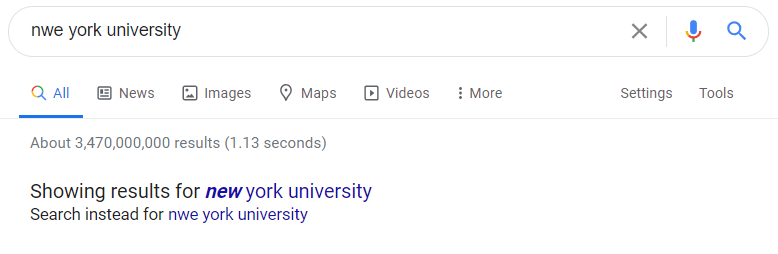 nwe york university
All News Images Maps Videos More Settings Tools
About 3,470,000,000 results (1.13 seconds)
Showing results for new york university
Search instead for nwe york university